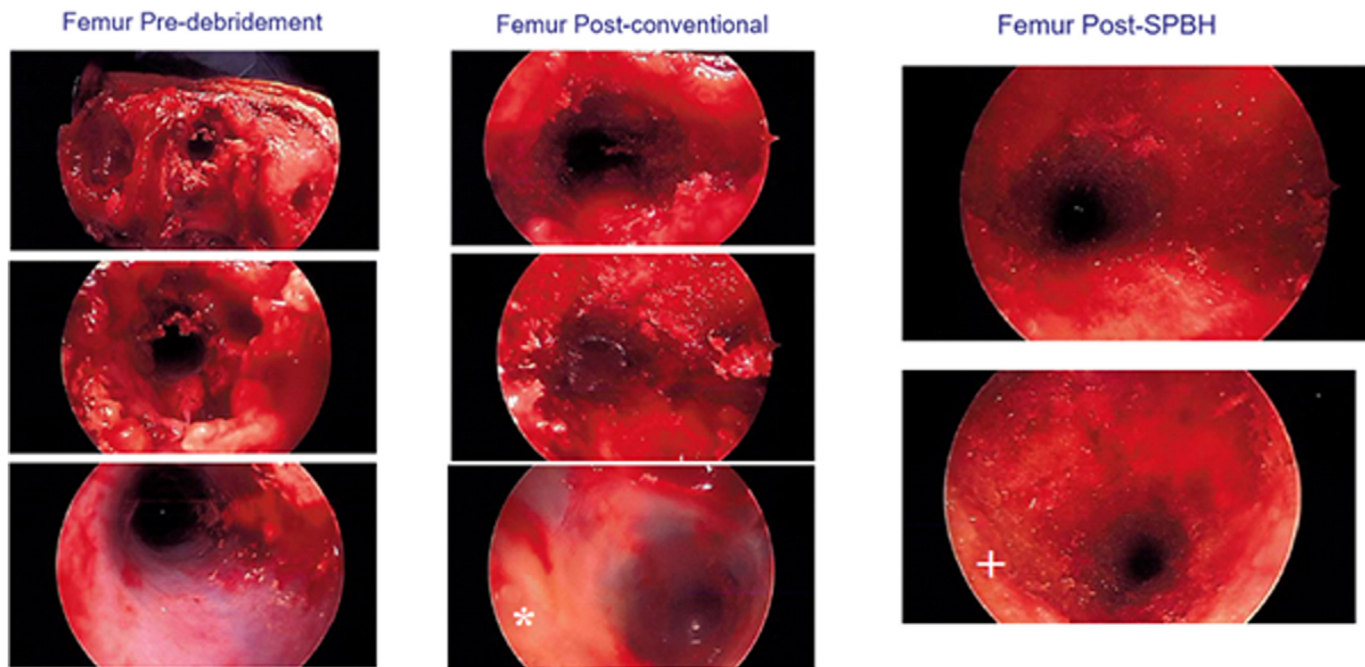 Femur Pre-debridement
Femur Post-conventional
Femur Post-SPBH
*
+